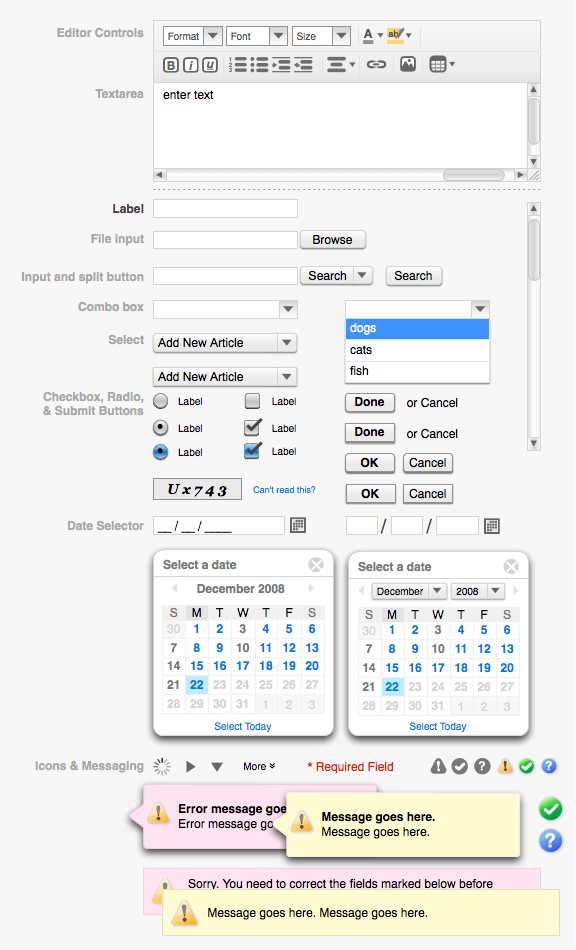 Editor Controls
Format Font Size A ab
B i u 1 2 3
Textarea
enter text
Label
File input Browse
Input and split button Search Search
Combo box
dogs
cats
fish
Select Add New Article
Add New Article
Checkbox, Radio,
& Submit Buttons
Label Label Done or Cancel
Label Label Done or Cancel
Label Label OK Cancel
Ux743 Can't read this? OK Cancel
Date Selector __ / __ / ____ / /
Select a date
December 2008
S M T W T F S
30 1 2 3 4 5 6
7 8 9 10 11 12 13
14 15 16 17 18 19 20
21 22 23 24 25 26 27
28 29 30 31 1 2 3
Select Today
Select a date
December 2008
S M T W T F S
30 1 2 3 4 5 6
7 8 9 10 11 12 13
14 15 16 17 18 19 20
21 22 23 24 25 26 27
28 29 30 31 1 2 3
Select Today
Icons & Messaging More * Required Field ! ? ! ?
! Error message goe
Error message go
! Message goes here.
Message goes here.
?
Sorry. You need to correct the fields marked below before
! Message goes here. Message goes here.